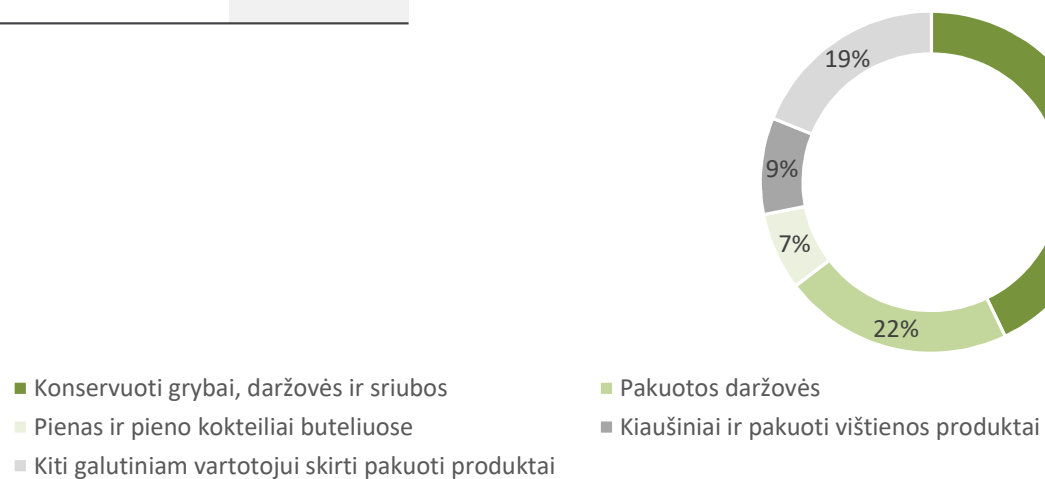 19%
9%
7%
22%
Konservuoti grybai, daržovės ir sriubos
Pakuotos daržovės
Pienas ir pieno kokteiliai buteliuose
Kiaušiniai ir pakuoti vištienos produktai
Kiti galutiniam vartotojui skirti pakuoti produktai